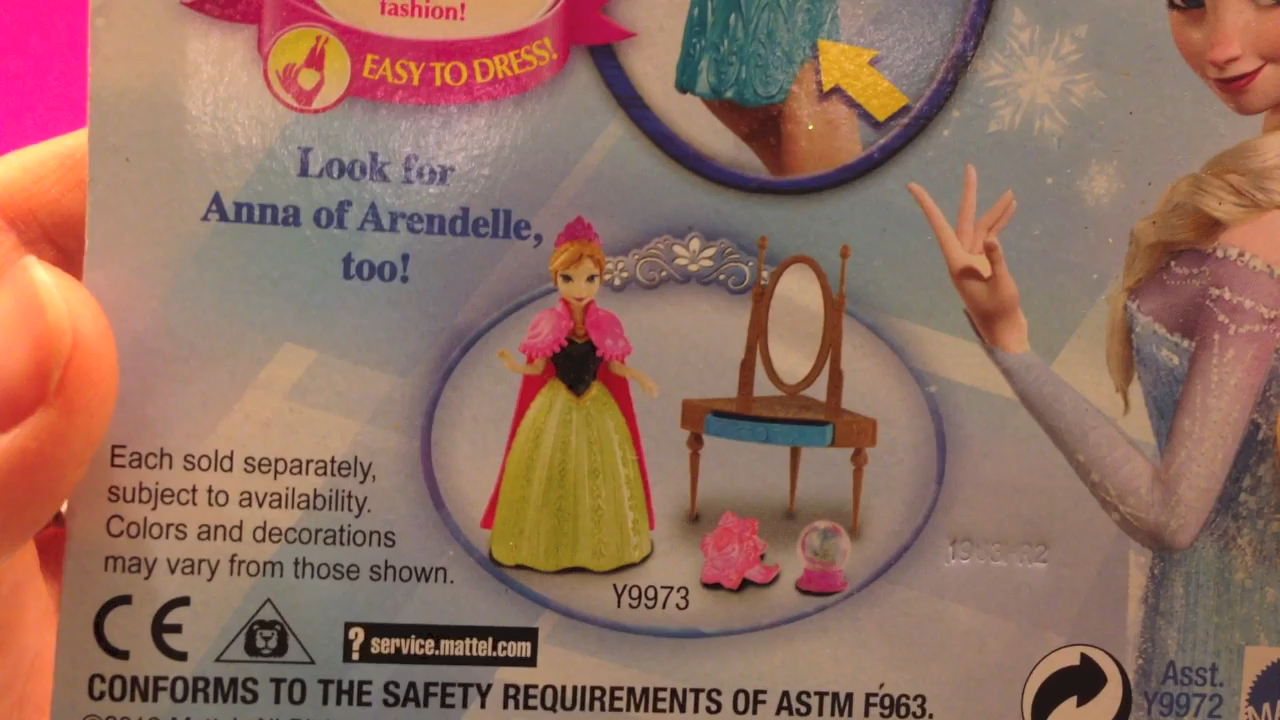 fashion!
EASY TO DRESS!
Look for
Anna of Arendelle,
too!
Each sold separately,
subject to availability.
Colors and decorations
may vary from those shown.
Y9973
CE
? service.mattel.com
CONFORMS TO THE SAFETY REQUIREMENTS OF ASTM F963.
Asst.
Y9972